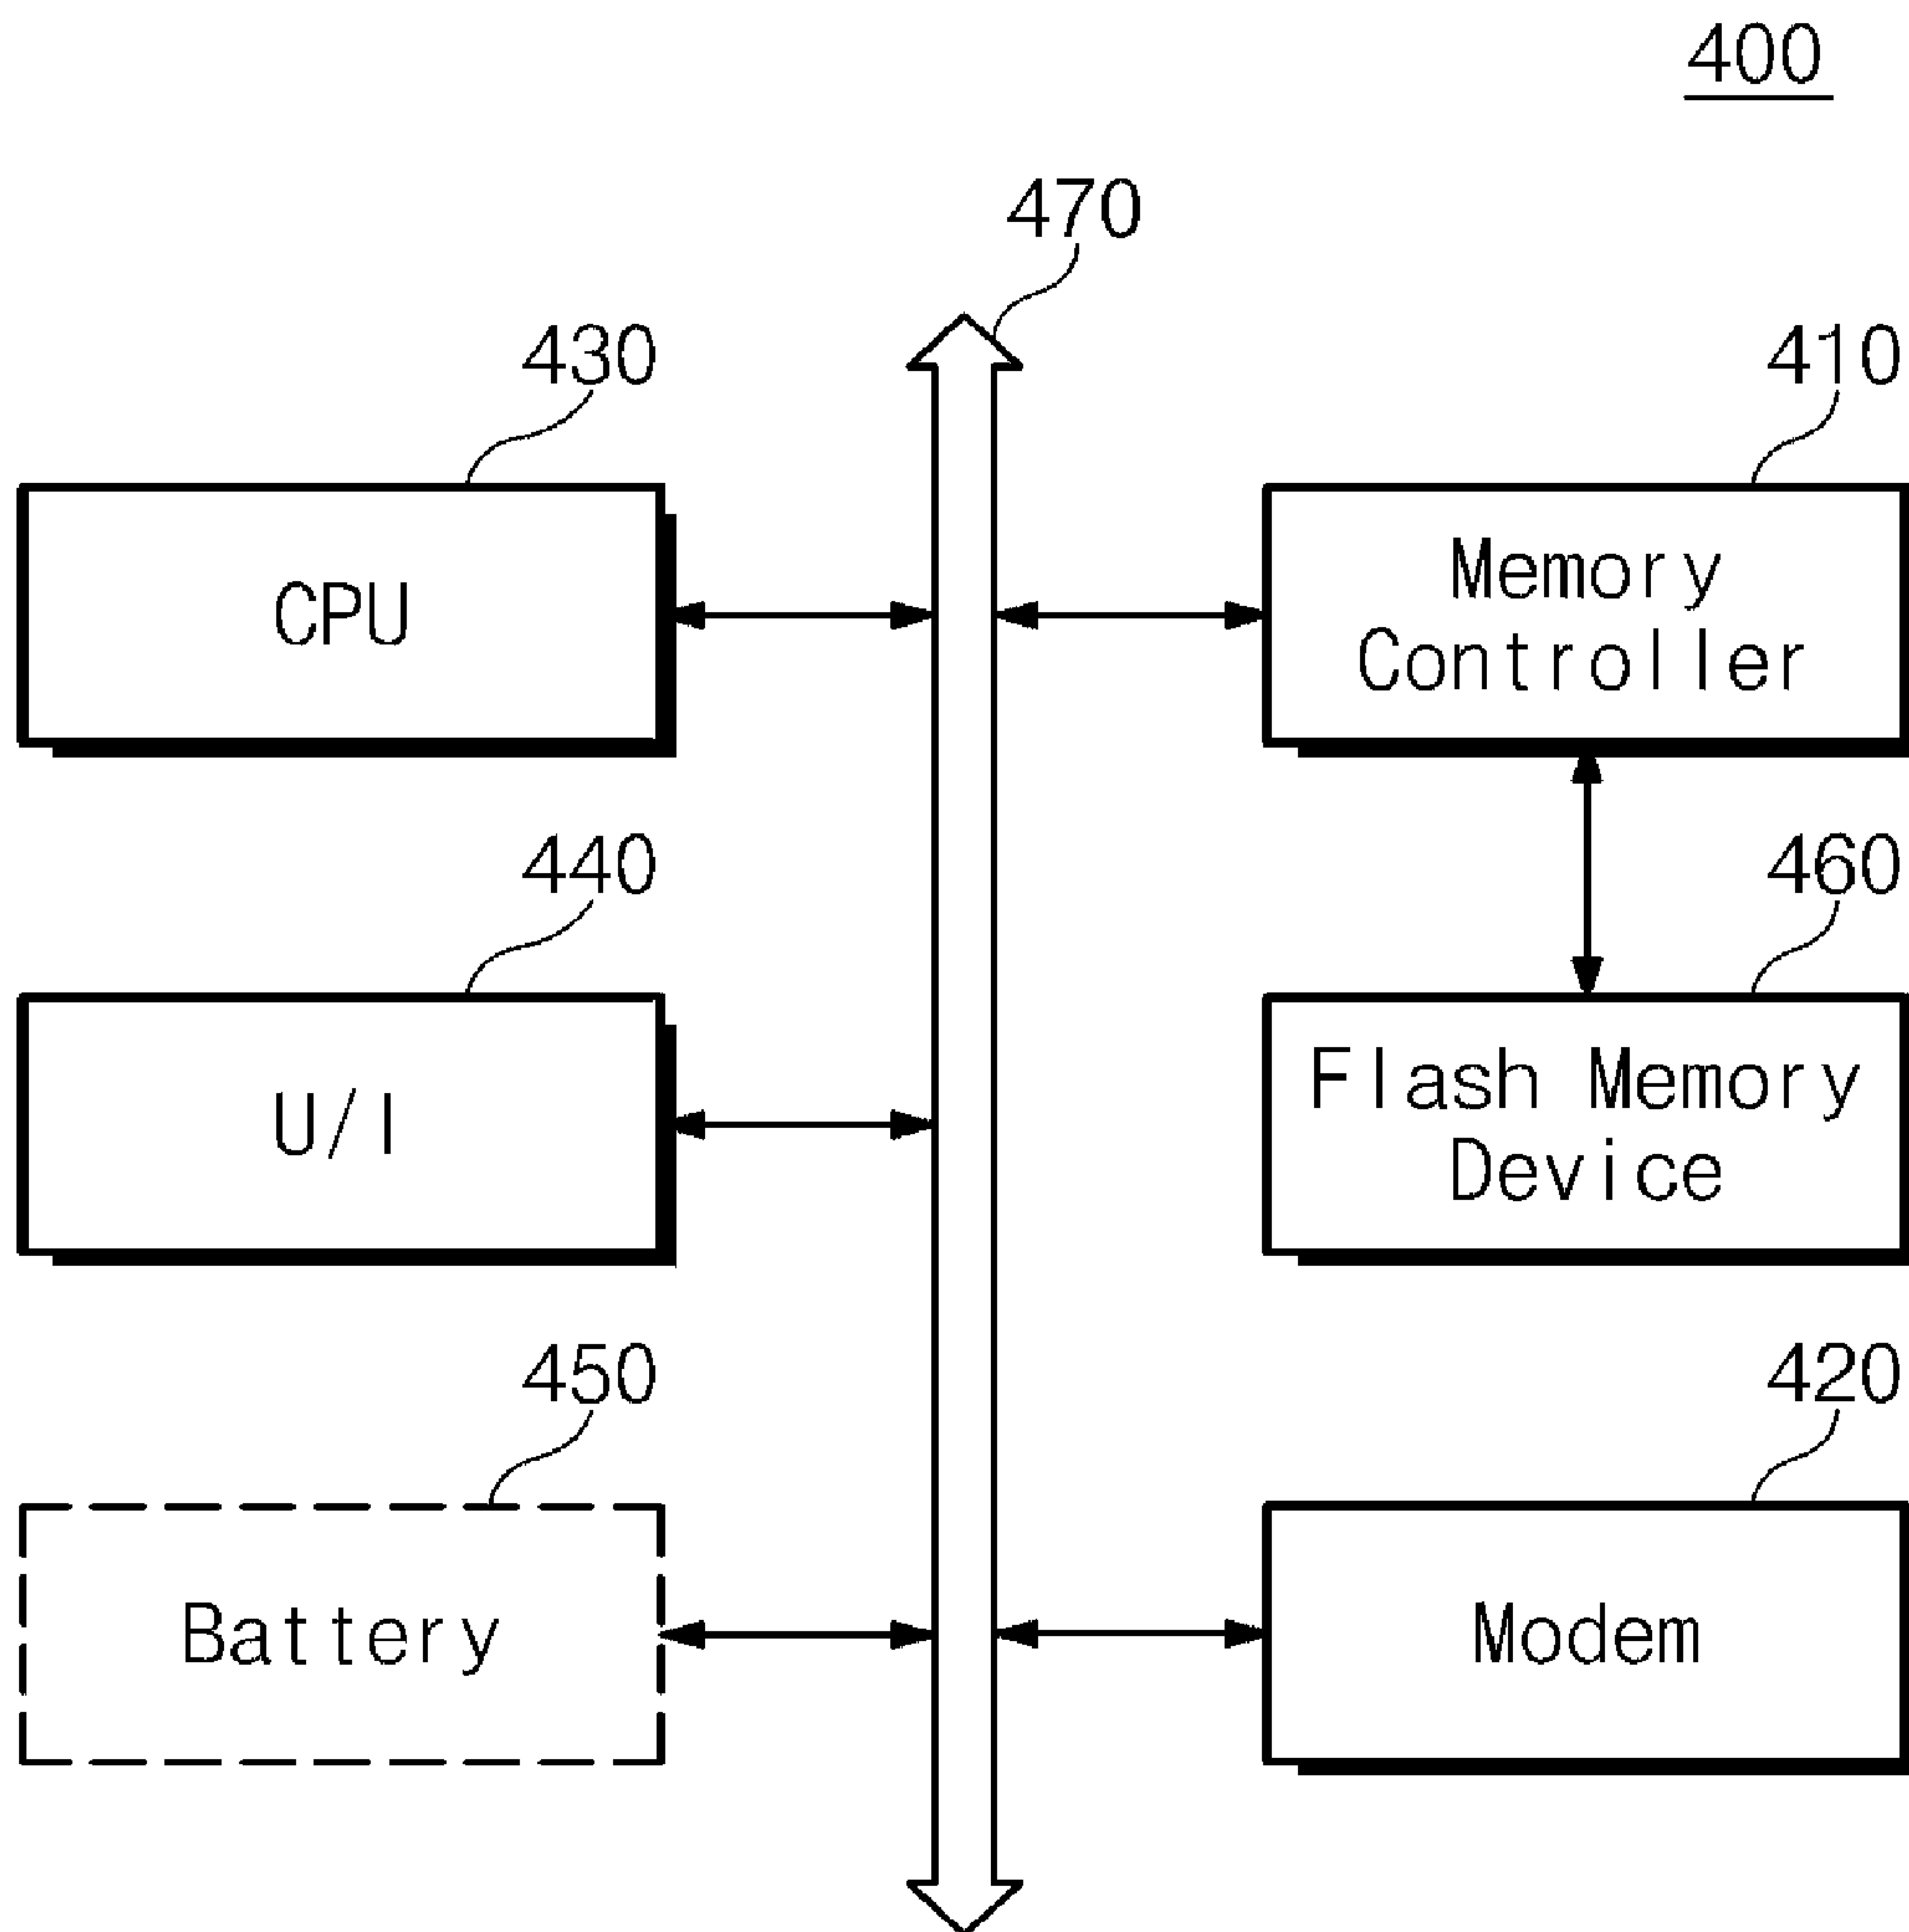 400
470
430
410
CPU
Memory
Controller
440
460
U/I
Flash Memory
Device
450
420
Battery
Modem